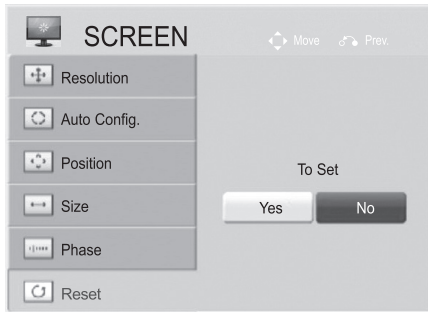 SCREEN
Move Prev.
Resolution
Auto Config.
Position
Size
Phase
Reset
To Set
Yes No